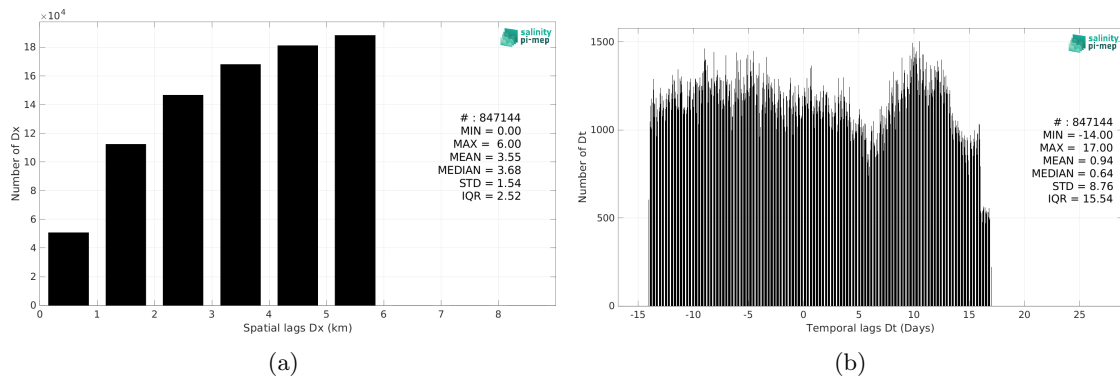 ×10⁴
18
16
14
12
10
8
6
4
2
0
Number of Dx
0 1 2 3 4 5 6 7 8
Spatial lags Dx (km)
salinity
pi-mep
# : 847144
MIN = 0.00
MAX = 6.00
MEAN = 3.55
MEDIAN = 3.68
STD = 1.54
IQR = 2.52
(a)
1500
1000
500
0
Number of Dt
-15 -10 -5 0 5 10 15 20 25
Temporal lags Dt (Days)
salinity
pi-mep
# : 847144
MIN = -14.00
MAX = 17.00
MEAN = 0.94
MEDIAN = 0.64
STD = 8.76
IQR = 15.54
(b)